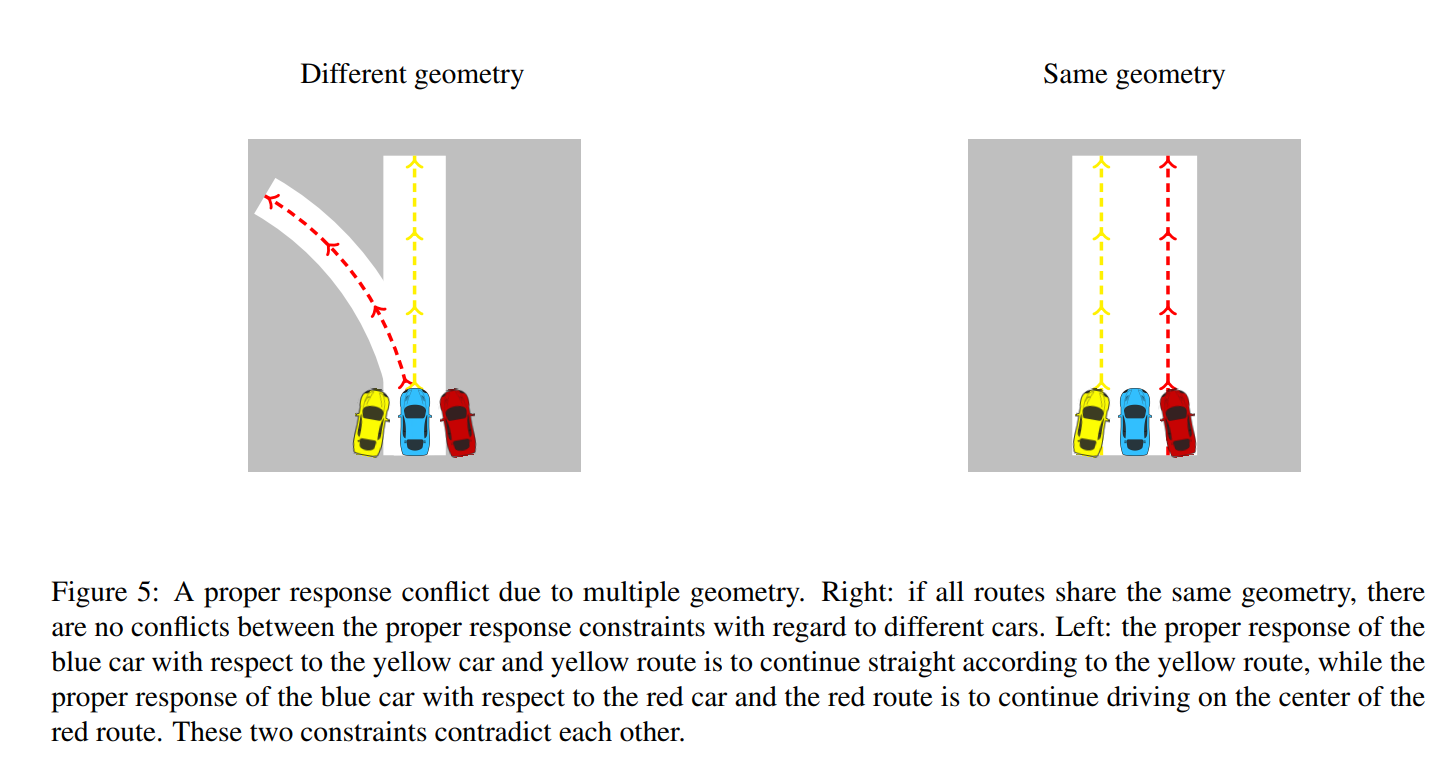 Different geometry
Same geometry
Figure 5: A proper response conflict due to multiple geometry. Right: if all routes share the same geometry, there
are no conflicts between the proper response constraints with regard to different cars. Left: the proper response of the
blue car with respect to the yellow car and yellow route is to continue straight according to the yellow route, while the
proper response of the blue car with respect to the red car and the red route is to continue driving on the center of the
red route. These two constraints contradict each other.